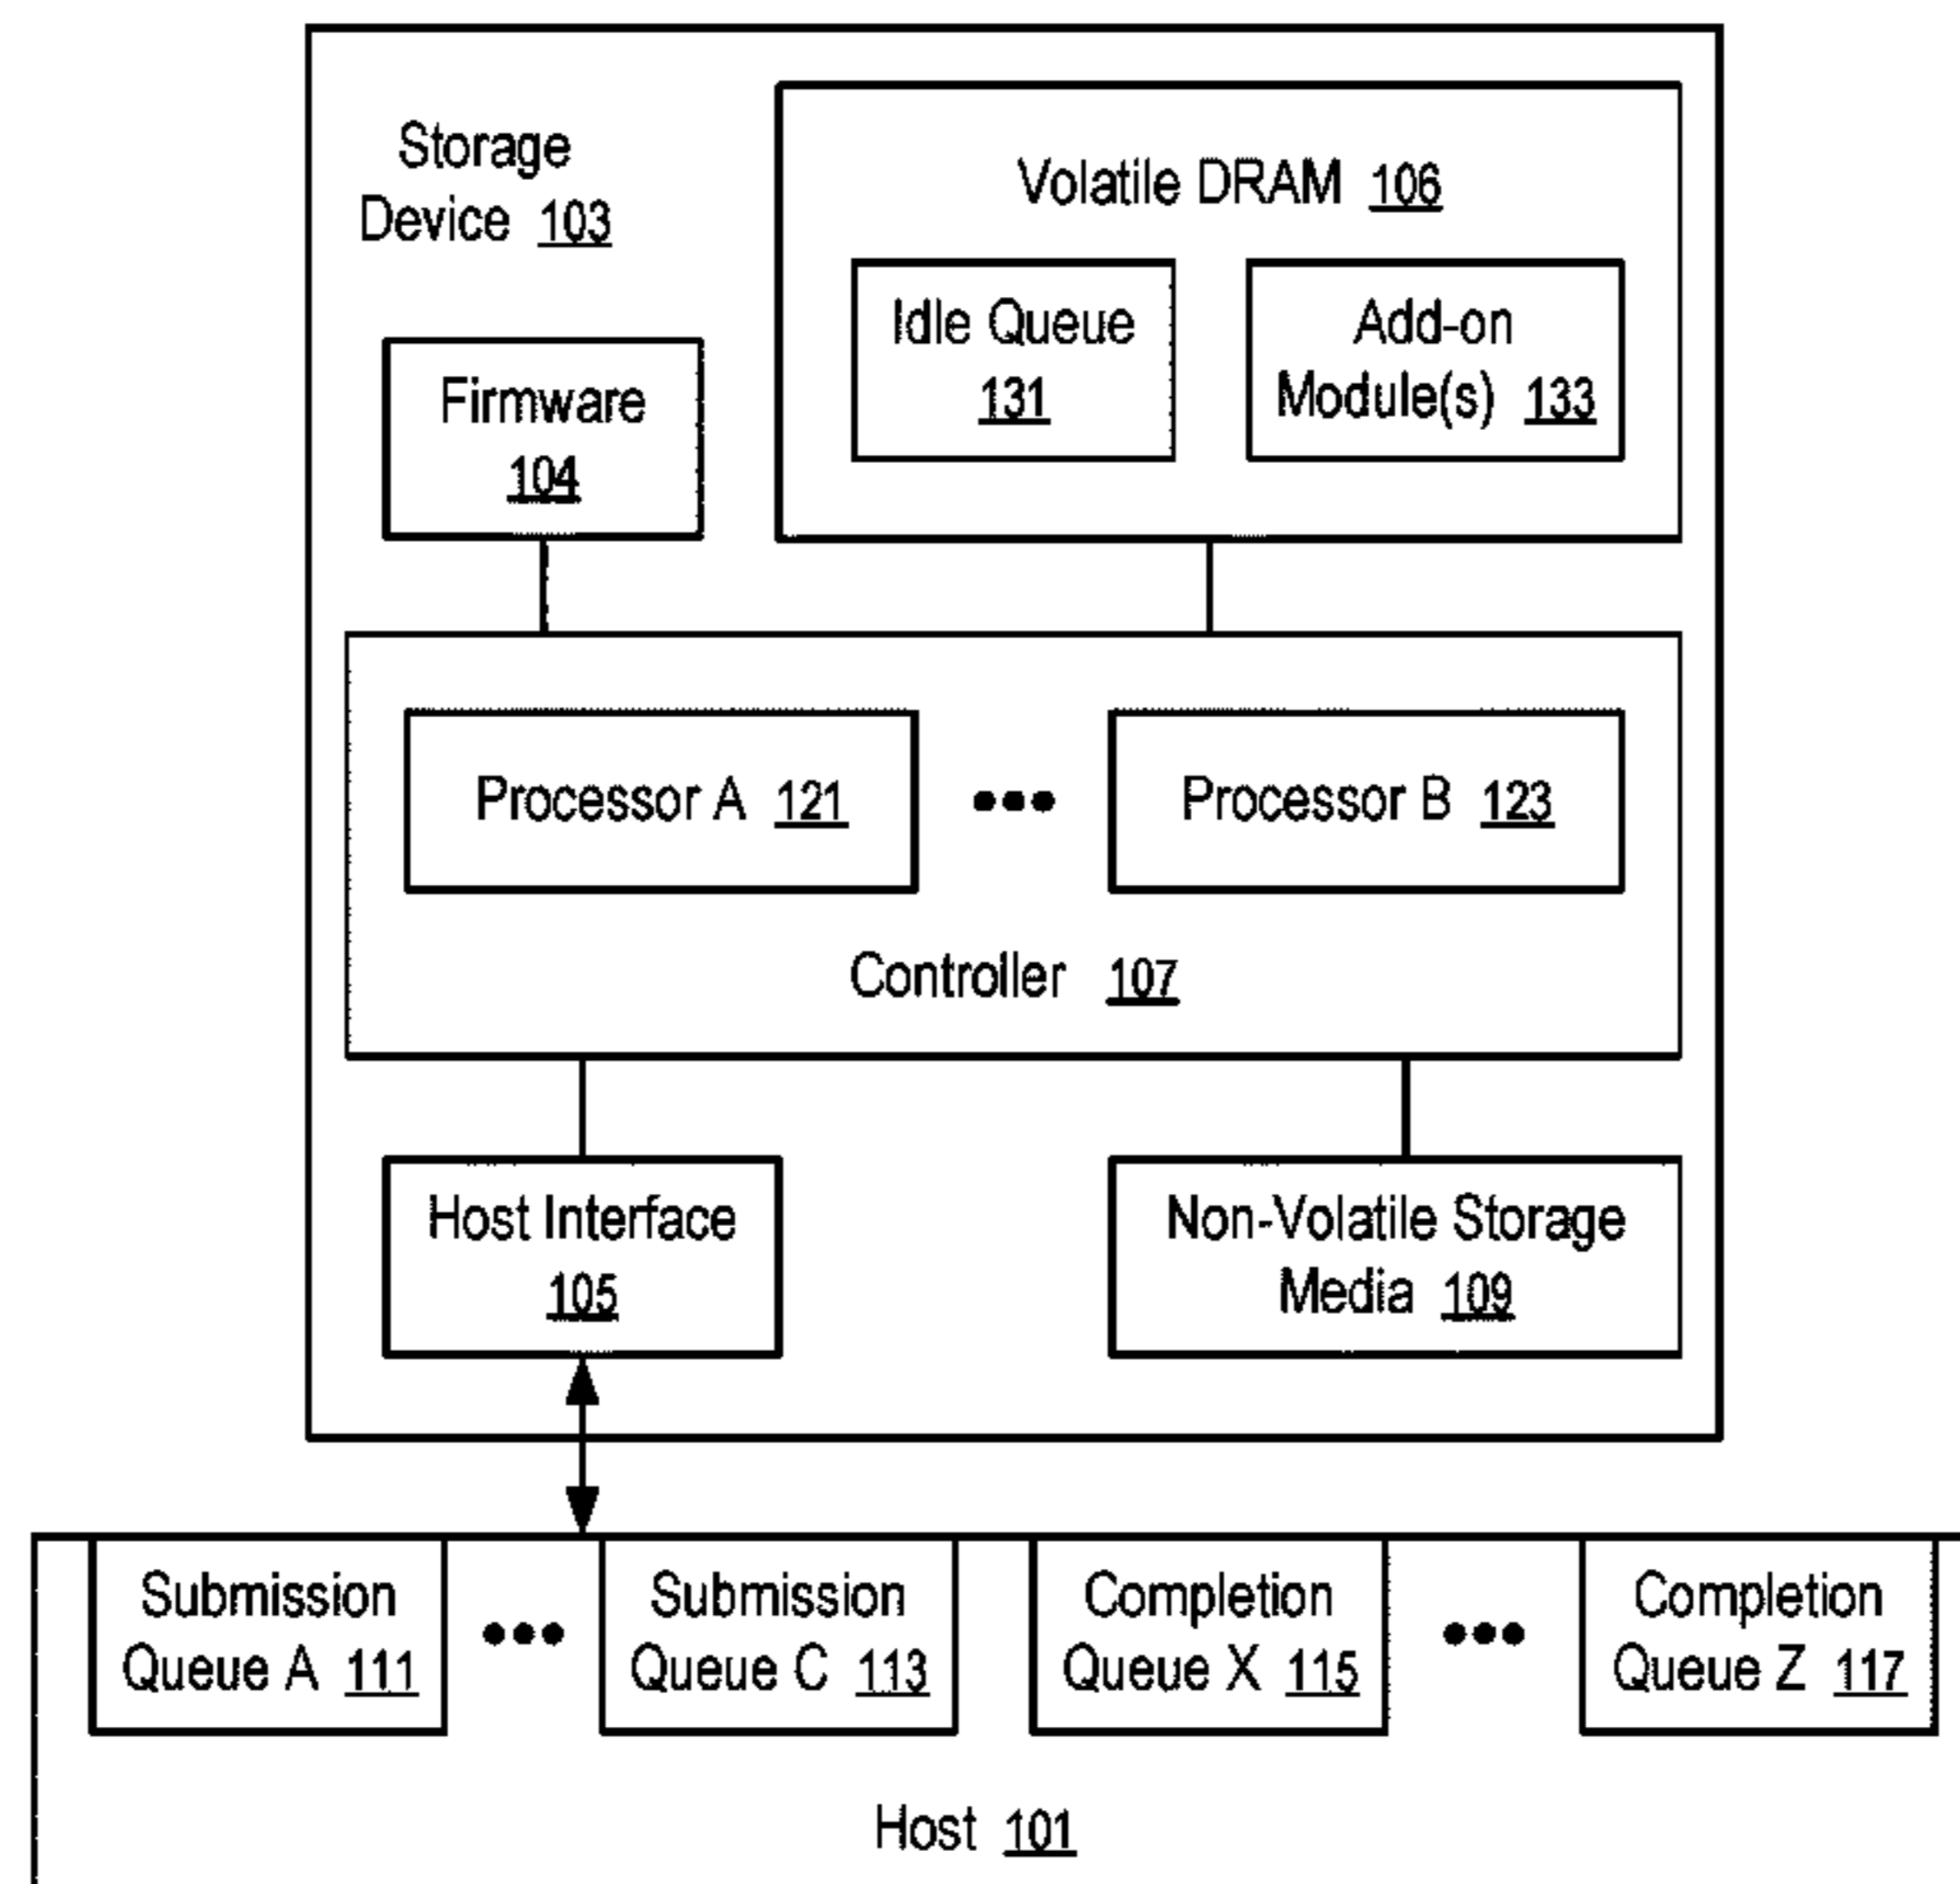 Storage
Device 103
Volatile DRAM 106
Idle Queue
131
Add-on
Module(s) 133
Firmware
104
Processor A 121
Processor B 123
Controller 107
Host Interface
105
Non-Volatile Storage
Media 109
Submission
Queue A 111
Submission
Queue C 113
Completion
Queue X 115
Completion
Queue Z 117
Host 101